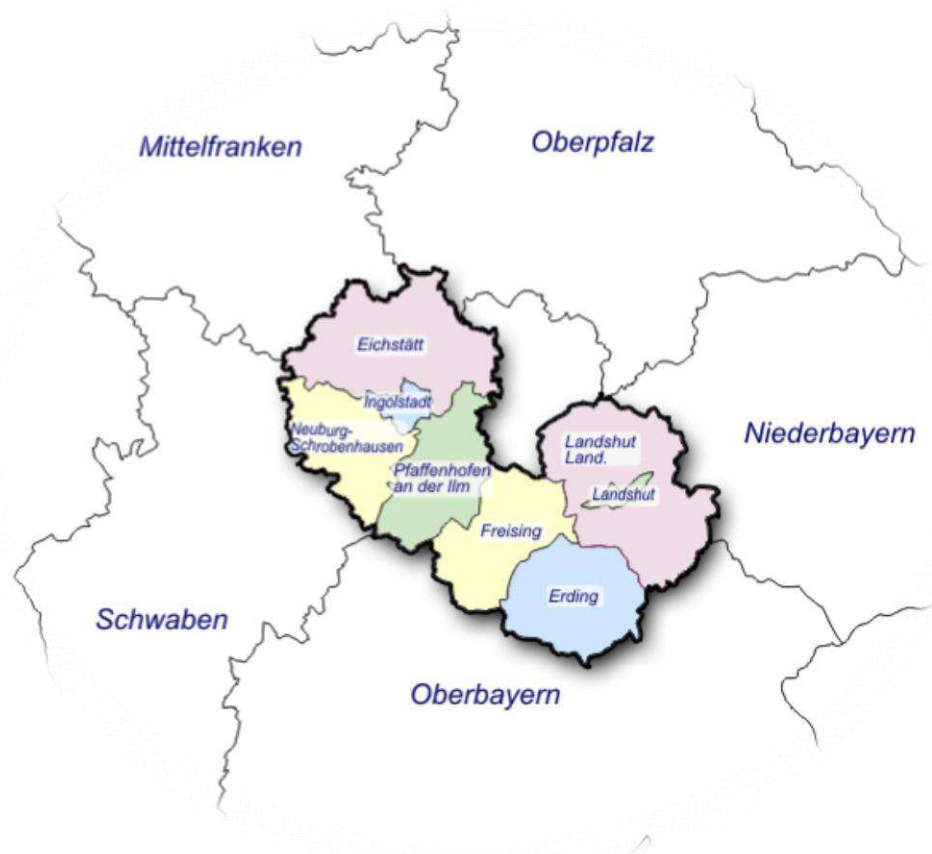 Mittelfranken
Oberpfalz
Eichstätt
Ingolstadt
Neuburg-
Schrobenhausen
Pfaffenhofen
an der Ilm
Landshut
Land.
Landshut
Niederbayern
Freising
Erding
Schwaben
Oberbayern